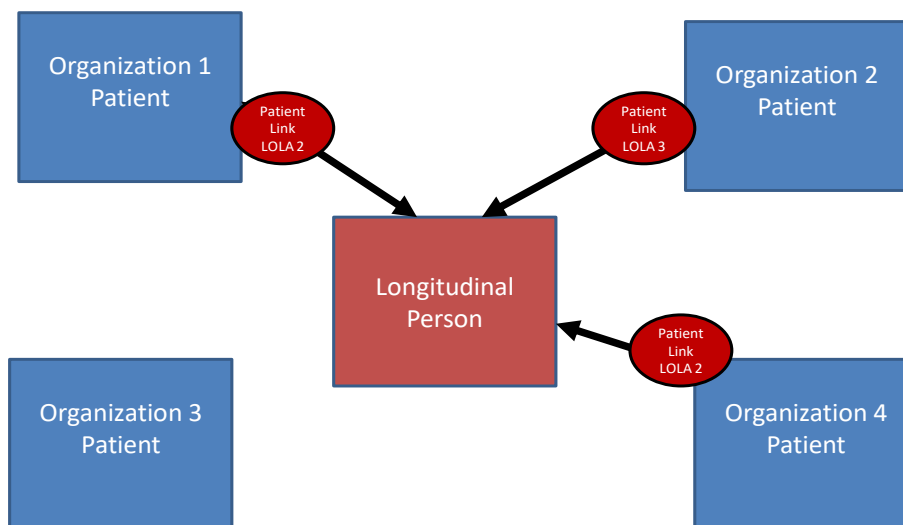 Organization 1
Patient
Patient
Link
LOLA 2
Patient
Link
LOLA 3
Organization 2
Patient
Longitudinal
Person
Patient
Link
LOLA 2
Organization 3
Patient
Organization 4
Patient